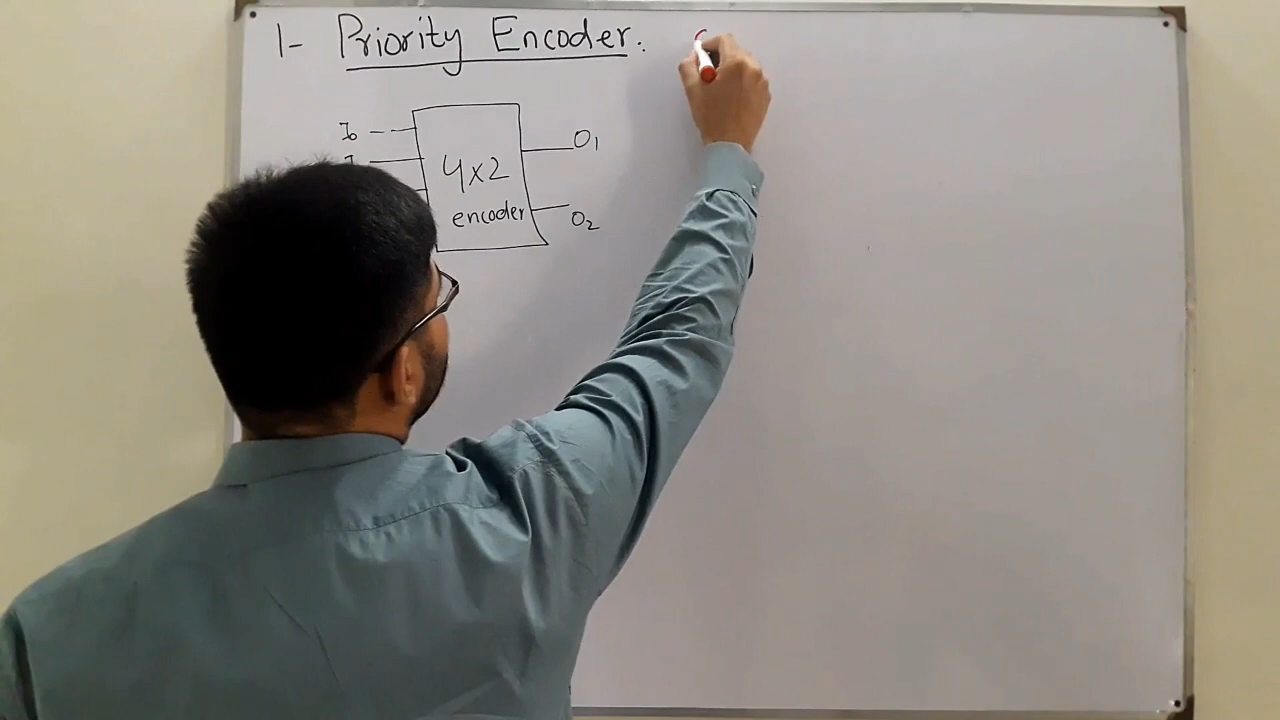 1- Priority Encoder.
I₀
O₁
4x2
encoder
O₂